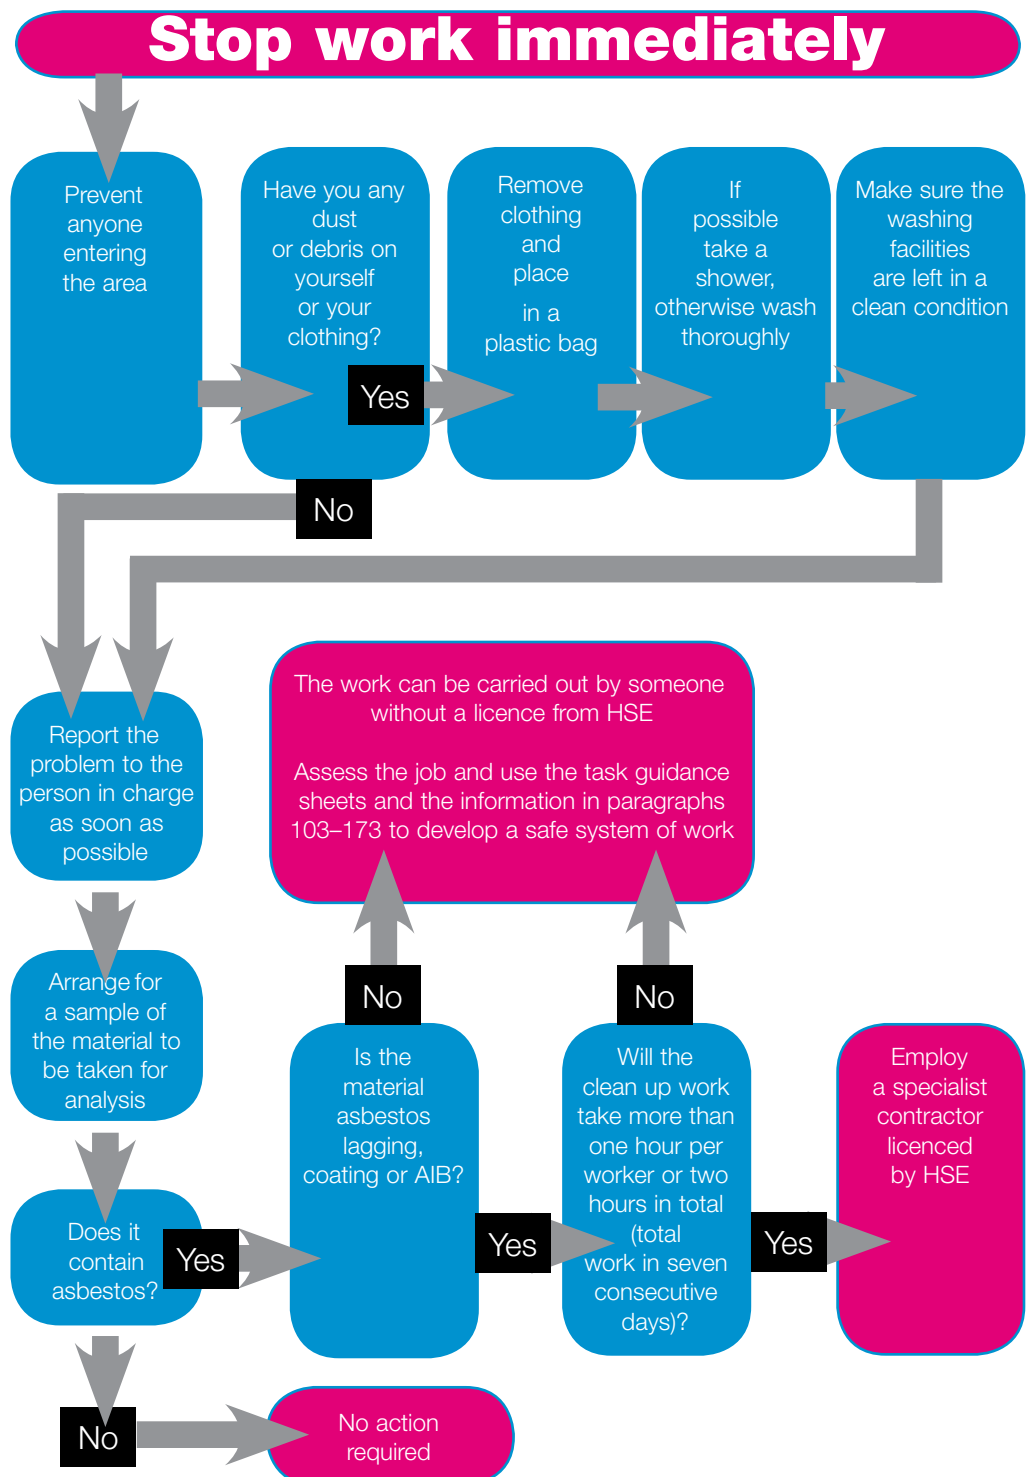 Stop work immediately
Prevent
anyone
entering
the area
Have you any
dust
or debris on
yourself
or your
clothing?
Yes
No
Remove
clothing
and
place
in a
plastic bag
If
possible
take a
shower,
otherwise wash
thoroughly
Make sure the
washing
facilities
are left in a
clean condition
Report the
problem to the
person in charge
as soon as
possible
The work can be carried out by someone
without a licence from HSE
Assess the job and use the task guidance
sheets and the information in paragraphs
103–173 to develop a safe system of work
Arrange for
a sample of
the material to
be taken for
analysis
Does it
contain
asbestos?
Yes
No
No action
required
No
Is the
material
asbestos
lagging,
coating or AIB?
Yes
No
Will the
clean up work
take more than
one hour per
worker or two
hours in total
(total
work in seven
consecutive
days)?
Yes
Employ
a specialist
contractor
licenced
by HSE